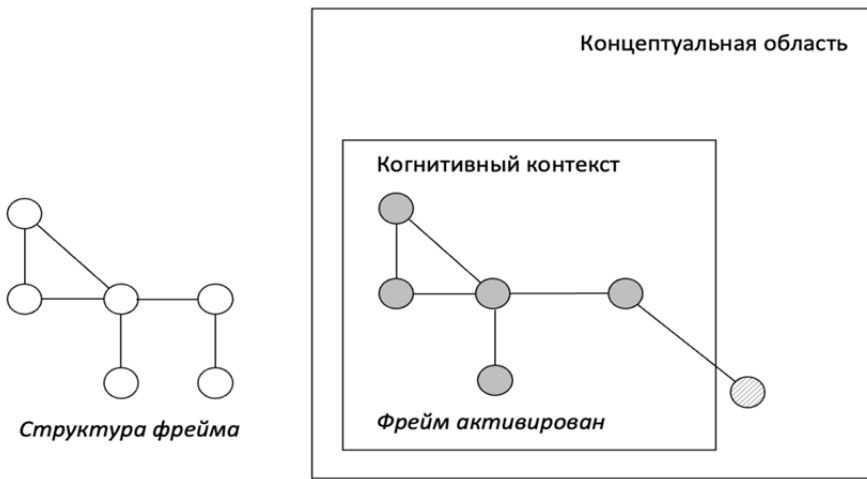 Концептуальная область
Когнитивный контекст
Структура фрейма
Фрейм активирован